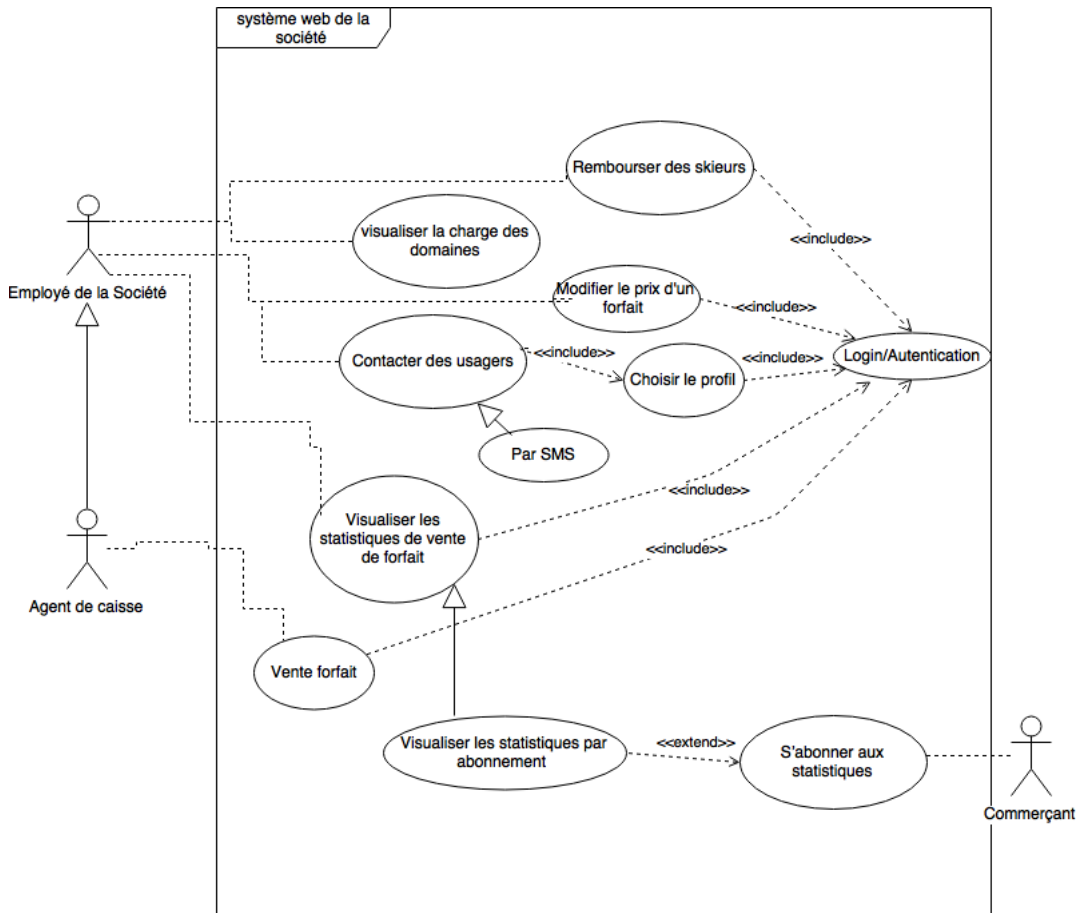 système web de la
société
Rembourser des skieurs
visualiser la charge des
domaines
<<include>>
Employé de la Société
Modifier le prix d'un
forfait
<<include>>
Contacter des usagers
<<include>>
Choisir le profil
<<include>>
Login/Autentication
Par SMS
<<include>>
Visualiser les
statistiques de vente
de forfait
<<include>>
Agent de caisse
Vente forfait
Visualiser les statistiques par
abonnement
<<extend>>
S'abonner aux
statistiques
Commerçant